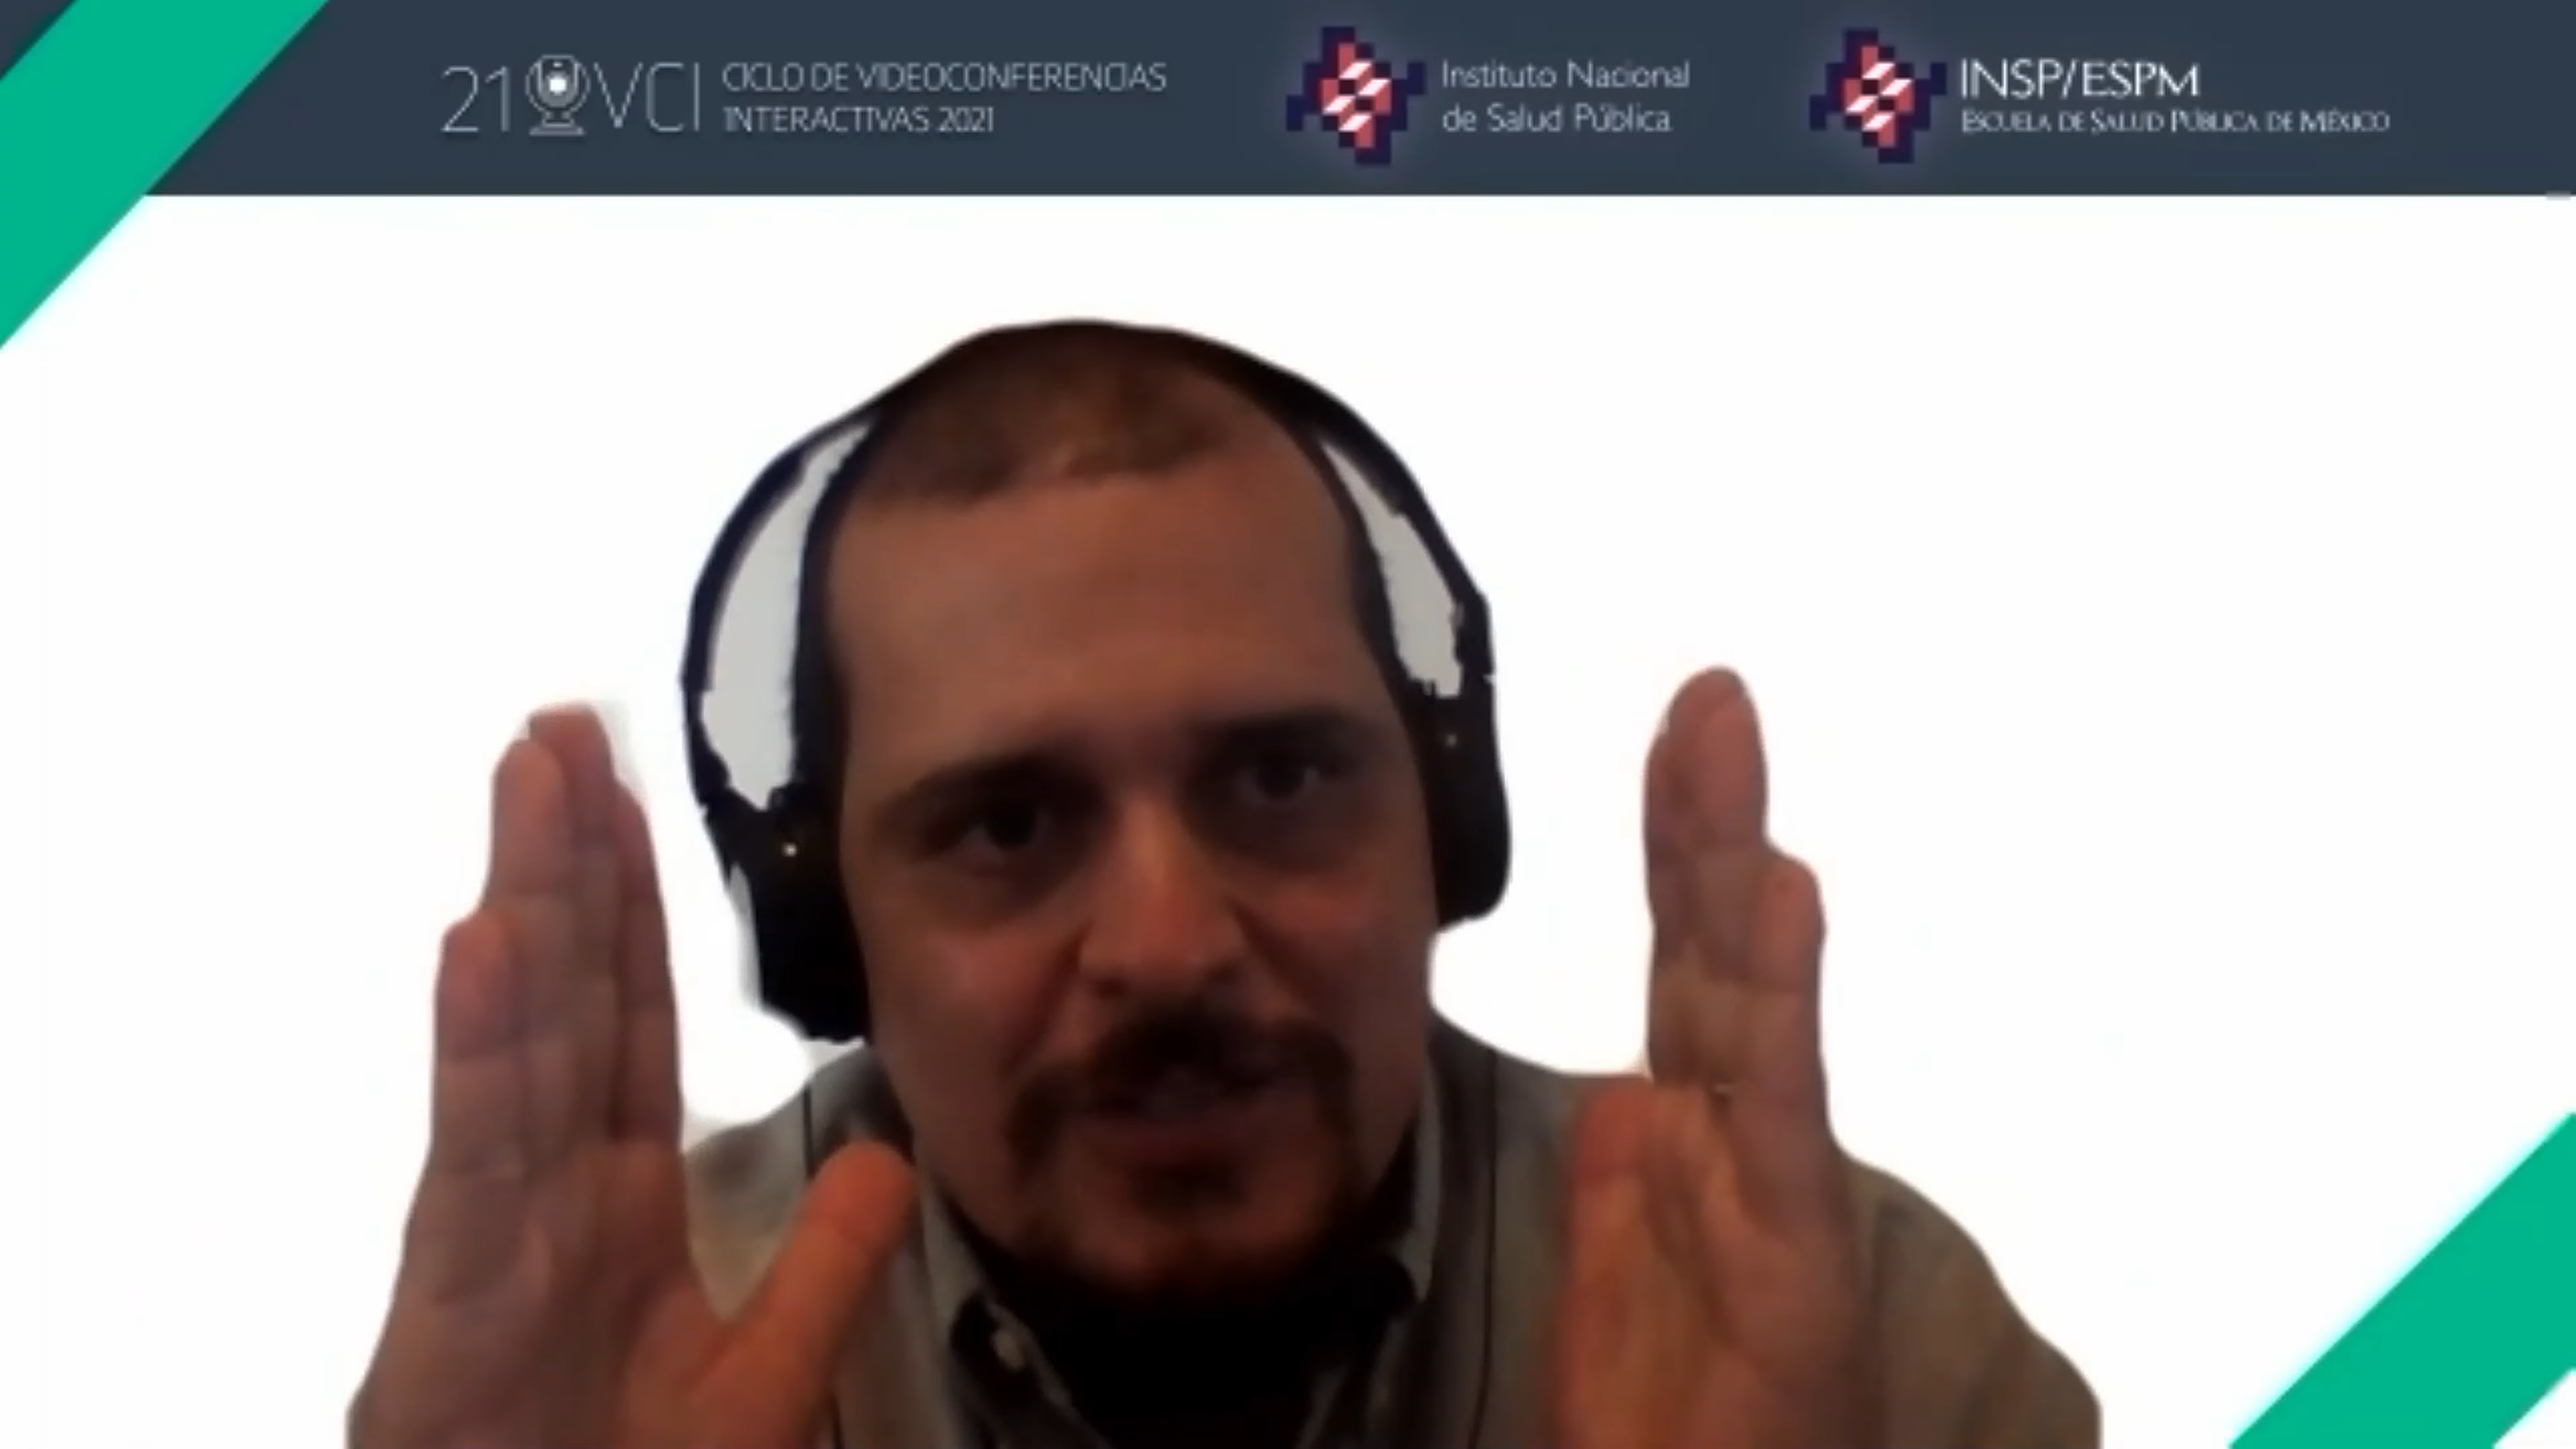 21 VCI
CICLO DE VIDEOCONFERENCIAS
INTERACTIVAS 2021
Instituto Nacional
de Salud Pública
INSP/ESPM
ESCUELA DE SALUD PÚBLICA DE MÉXICO